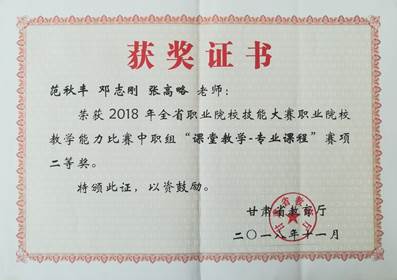 获奖证书
范秋丰 邓志刚 张高峪 老师：
荣获2018年全省职业院校技能大赛职业院校
教学能力比赛中职组“课堂教学-专业课程”赛项
二等奖。
特颁此证，以资鼓励。
甘肃省教育厅
二〇一八年十一月